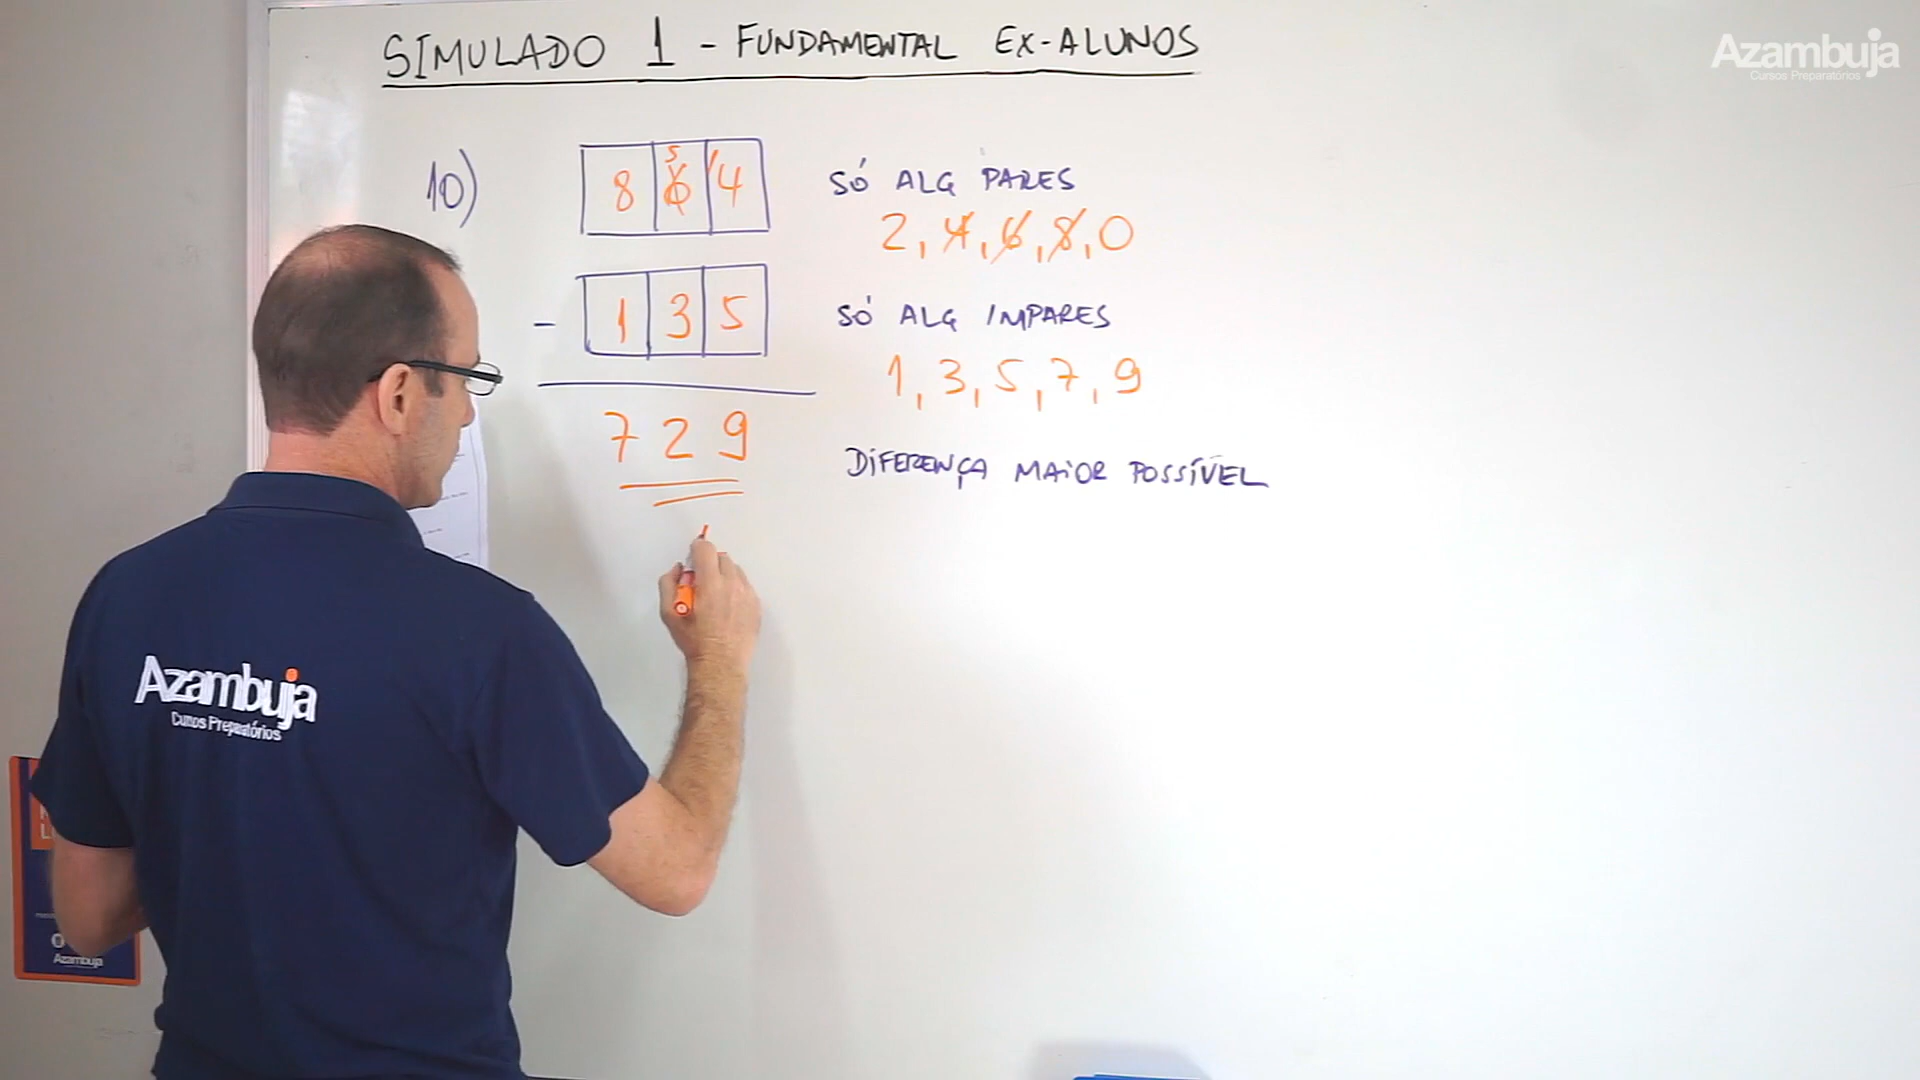 SIMULADO 1 - FUNDAMENTAL EX-ALUNOS
Azambuja
Cursos Preparatórios
10)
5
8 6 4
SÓ ALG PARES
2, 4, 6, 8, 0
- 1 3 5
SÓ ALG IMPARES
1, 3, 5, 7, 9
7 2 9
DIFERENÇA MAIOR POSSÍVEL
Azambuja
Cursos Preparatórios
Azambuja